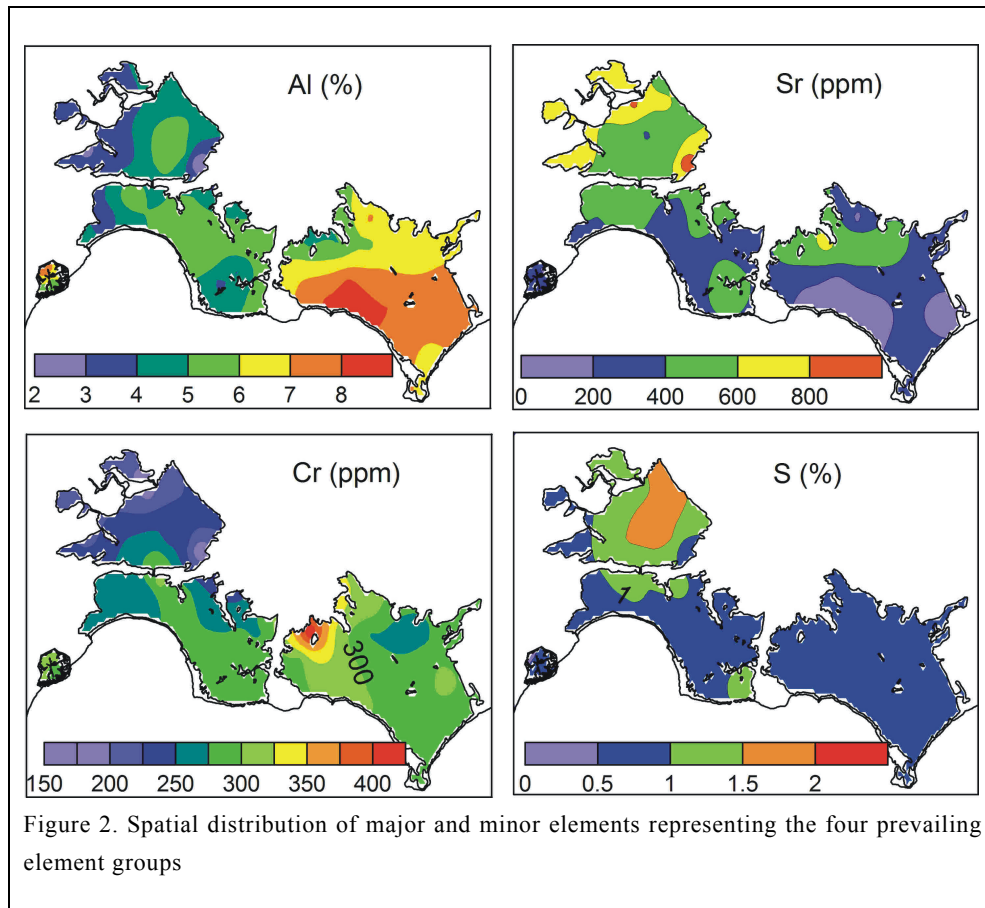 Al (%)
2 3 4 5 6 7 8
Sr (ppm)
0 200 400 600 800
Cr (ppm)
300
150 200 250 300 350 400
S (%)
1
0 0.5 1 1.5 2
Figure 2. Spatial distribution of major and minor elements representing the four prevailing
element groups